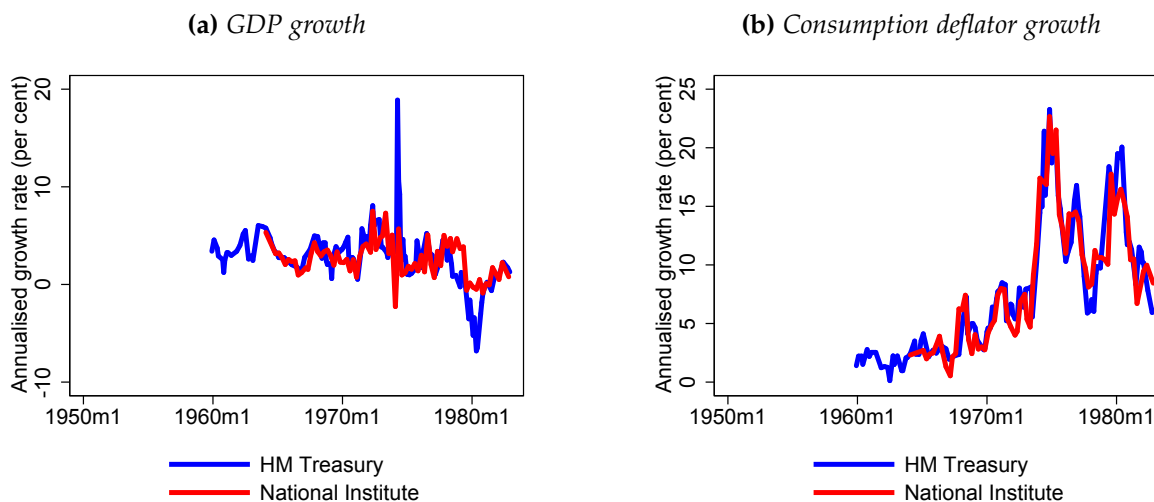 (a) GDP growth
Annualised growth rate (per cent)
20
10
0
-10
1950m1 1960m1 1970m1 1980m1
HM Treasury
National Institute
(b) Consumption deflator growth
Annualised growth rate (per cent)
25
20
15
10
5
0
1950m1 1960m1 1970m1 1980m1
HM Treasury
National Institute